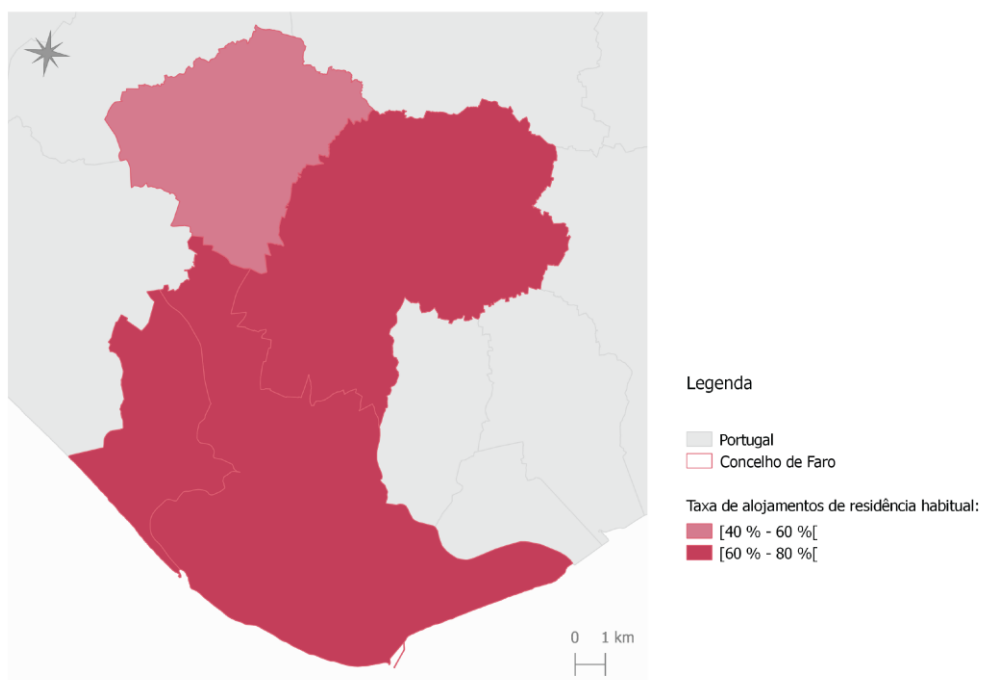 Legenda
Portugal
Concelho de Faro
Taxa de alojamentos de residência habitual:
[40 % - 60 %[
[60 % - 80 %[
0 1 km